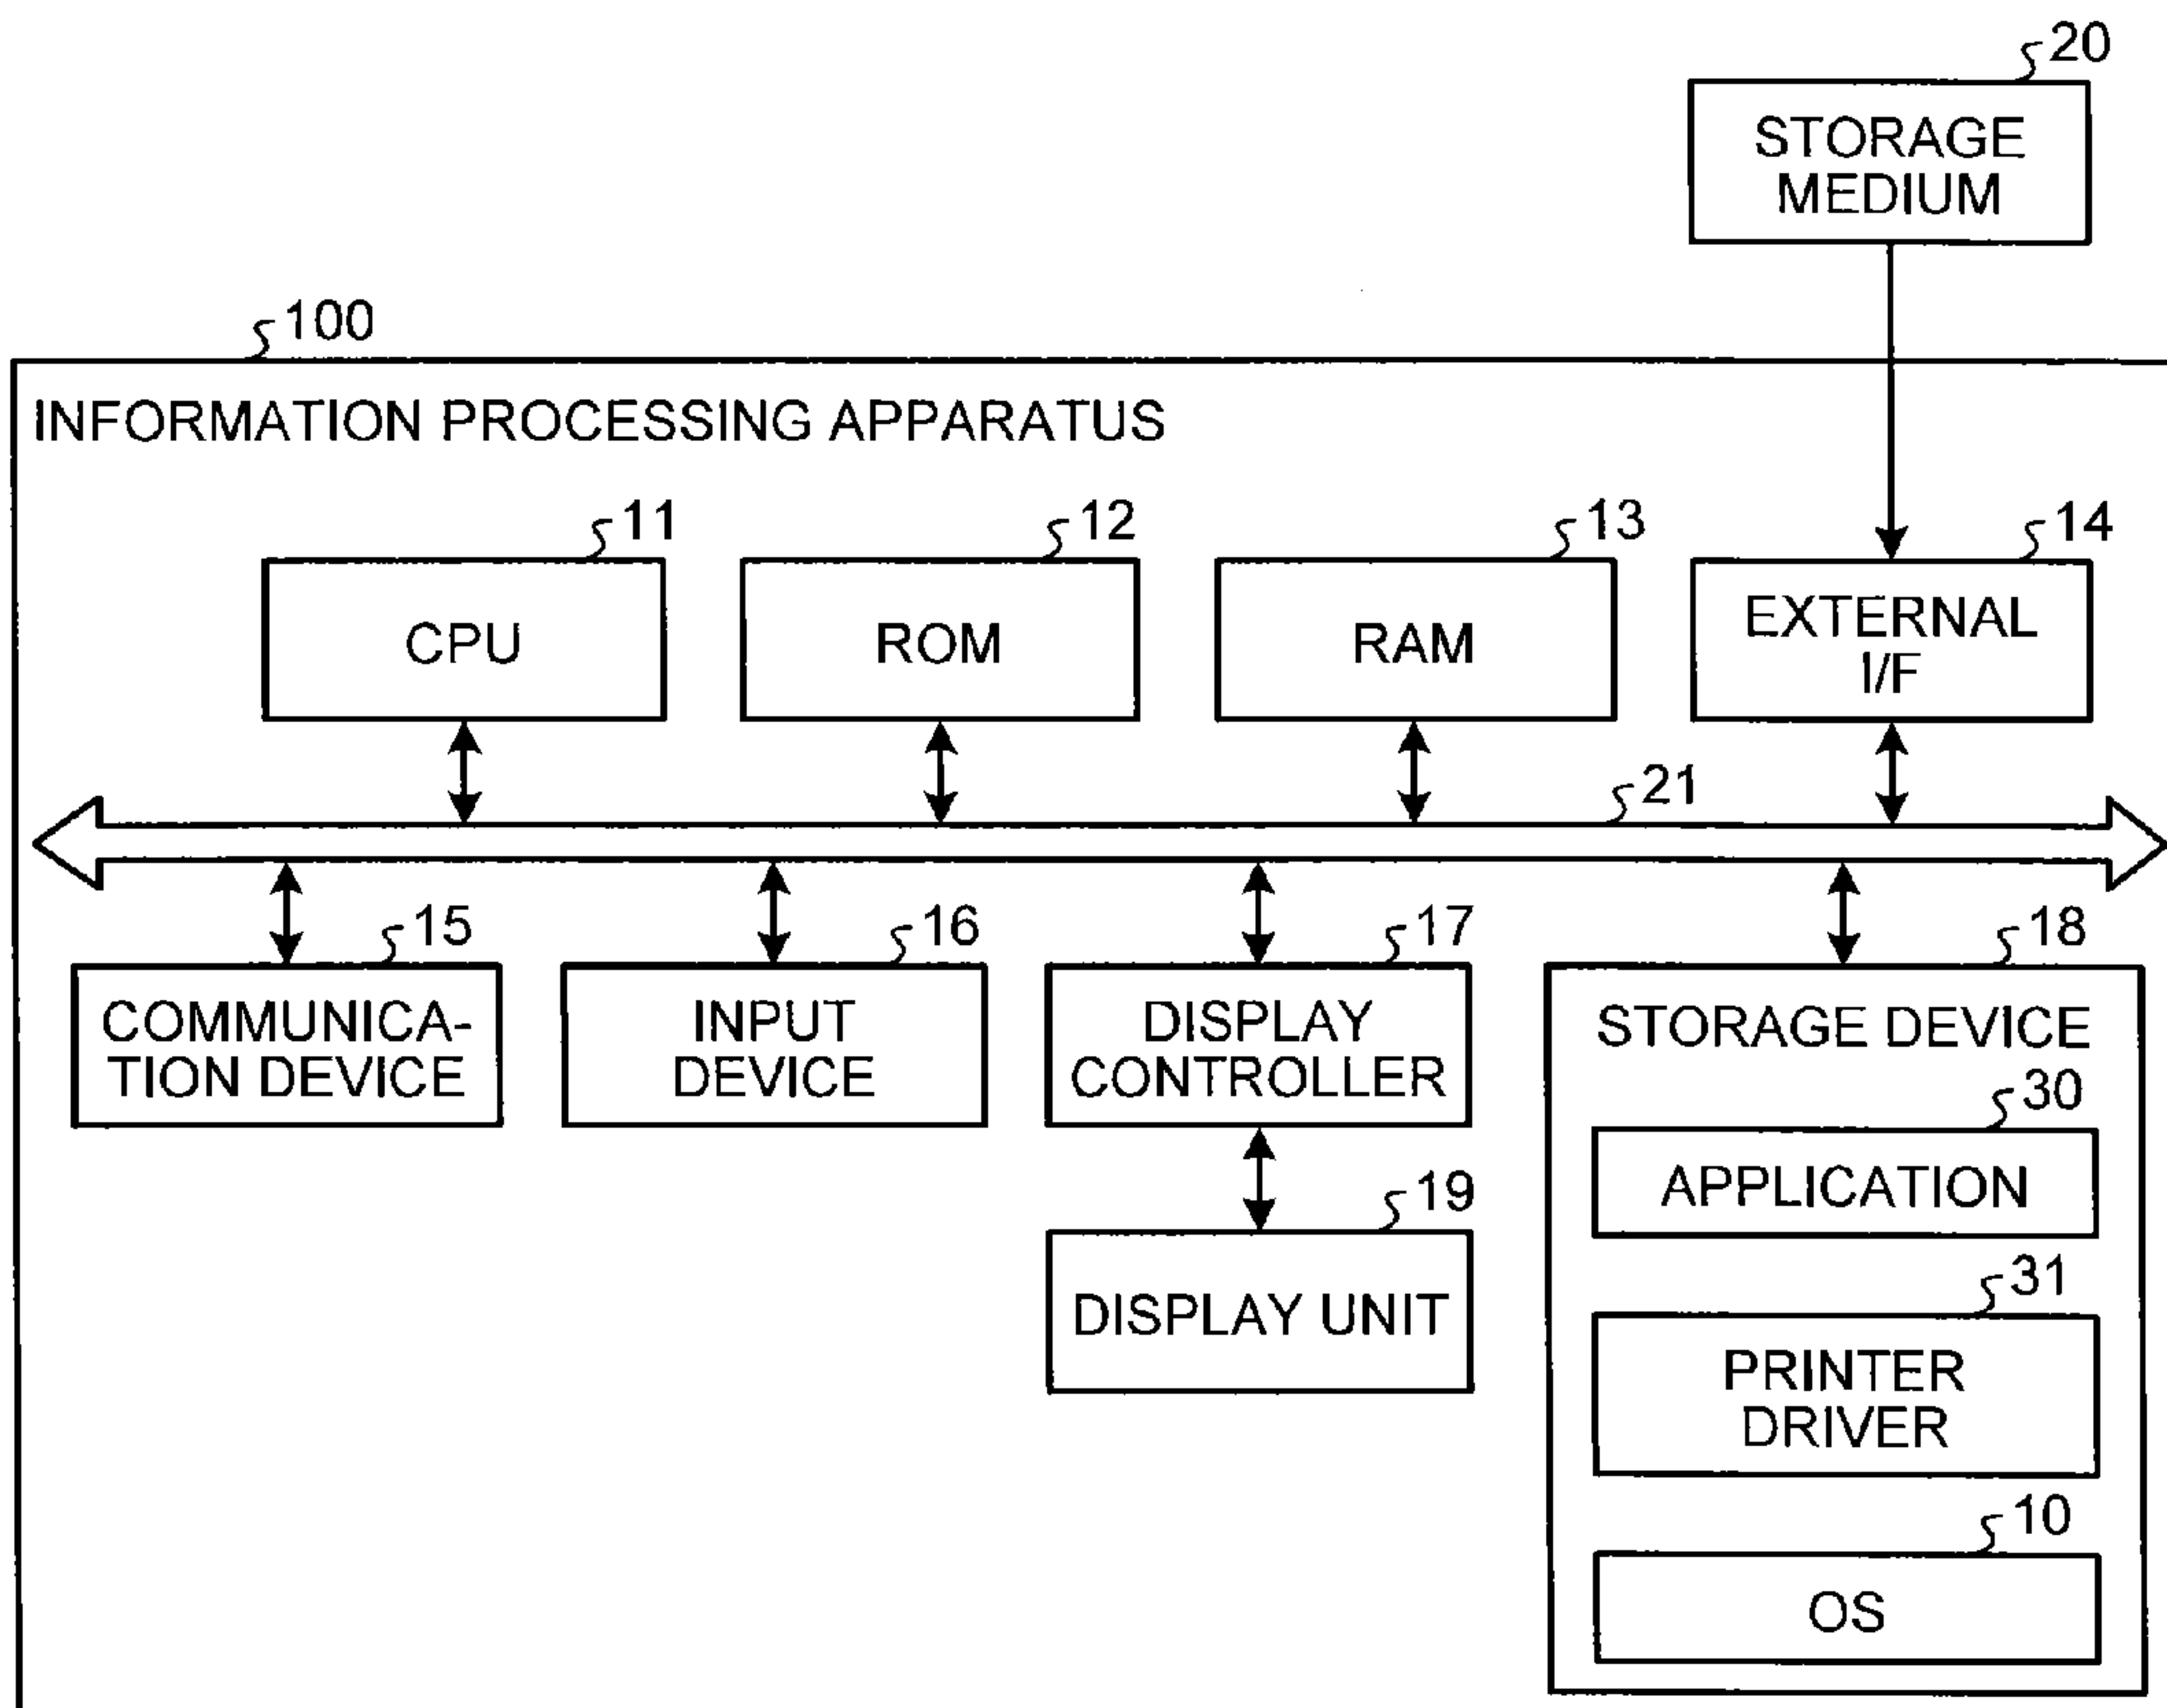 20
STORAGE
MEDIUM
100
INFORMATION PROCESSING APPARATUS
11
12
13
14
CPU
ROM
RAM
EXTERNAL
I/F
21
15
16
17
18
COMMUNICA-
TION DEVICE
INPUT
DEVICE
DISPLAY
CONTROLLER
STORAGE DEVICE
30
APPLICATION
19
DISPLAY UNIT
31
PRINTER
DRIVER
10
OS